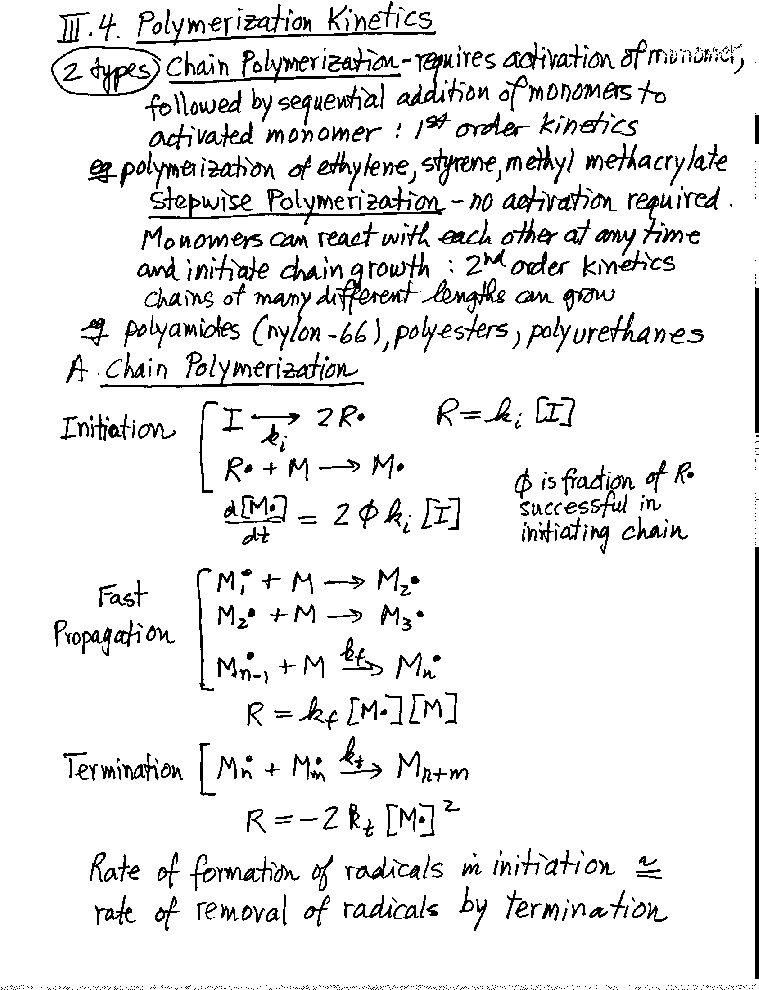 III.4. Polymerization Kinetics
2 types Chain Polymerization - requires activation of monomer,
followed by sequential addition of monomers to
activated monomer : 1st order kinetics
eg polymerization of ethylene, styrene, methyl methacrylate
Stepwise Polymerization - no activation required.
Monomers can react with each other at any time
and initiate chain growth : 2nd order kinetics
chains of many different lengths can grow
eg polyamides (nylon-66), polyesters, polyurethanes
A. Chain Polymerization
Initiation I →ki 2R• R = ki [I]
R• + M → M•
d[M•]/dt = 2 ϕ ki [I]
ϕ is fraction of R•
successful in
initiating chain
Fast Propagation M1• + M → M2•
M2• + M → M3•
Mn-1• + M →kf Mn•
R = kf [M•][M]
Termination [ Mn• + Mm• →kt Mn+m
R = -2 kt [M•]²
Rate of formation of radicals in initiation ≃
rate of removal of radicals by termination